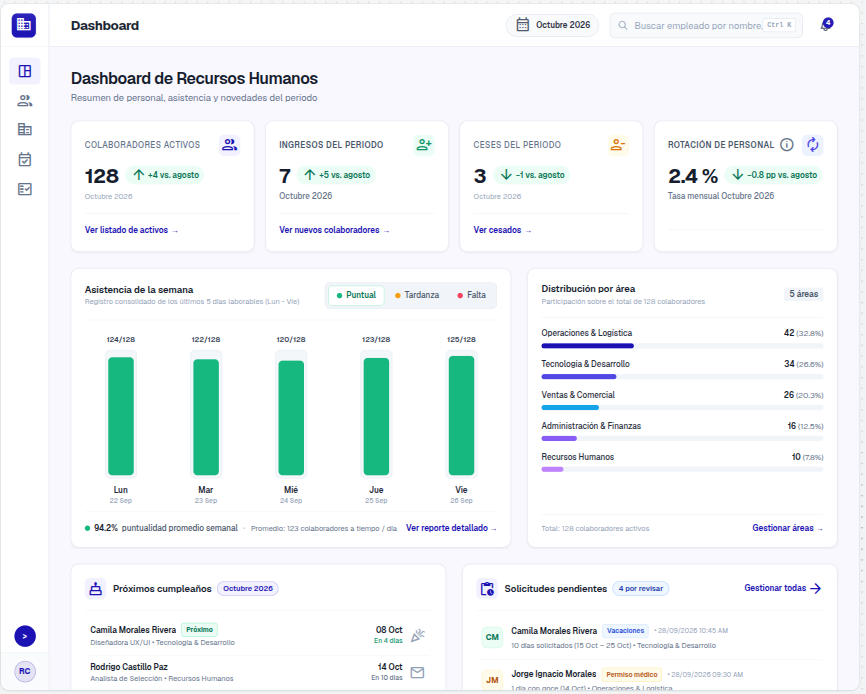 Dashboard
Octubre 2026
Buscar empleado por nombre,
Ctrl K
4
Dashboard de Recursos Humanos
Resumen de personal, asistencia y novedades del periodo
COLABORADORES ACTIVOS
128
+4 vs. agosto
Octubre 2026
Ver listado de activos →
INGRESOS DEL PERIODO
7
+5 vs. agosto
Octubre 2026
Ver nuevos colaboradores →
CESES DEL PERIODO
3
-1 vs. agosto
Octubre 2026
Ver cesados →
ROTACIÓN DE PERSONAL
2.4 %
-0.8 pp vs. agosto
Tasa mensual Octubre 2026
Asistencia de la semana
Registro consolidado de los últimos 5 días laborables (Lun - Vie)
Puntual
Tardanza
Falta
124/128
122/128
120/128
123/128
125/128
Lun
Mar
Mié
Jue
Vie
22 Sep
23 Sep
24 Sep
25 Sep
26 Sep
94.2% puntualidad promedio semanal · Promedio: 123 colaboradores a tiempo / día
Ver reporte detallado →
Distribución por área
Participación sobre el total de 128 colaboradores
5 áreas
Operaciones & Logística 42 (32.8%)
Tecnología & Desarrollo 34 (26.6%)
Ventas & Comercial 26 (20.3%)
Administración & Finanzas 16 (12.5%)
Recursos Humanos 10 (7.8%)
Total: 128 colaboradores activos
Gestionar áreas →
Próximos cumpleaños
Octubre 2026
Camila Morales Rivera Próximo 08 Oct
Diseñadora UX/UI • Tecnología & Desarrollo En 4 días
Rodrigo Castillo Paz 14 Oct
Analista de Selección • Recursos Humanos En 10 días
Solicitudes pendientes
4 por revisar
Gestionar todas →
CM
Camila Morales Rivera Vacaciones • 28/09/2026 10:45 AM
10 días solicitados (15 Oct – 25 Oct) • Tecnología & Desarrollo
JM
Jorge Ignacio Morales Permiso médico • 28/09/2026 09:30 AM
1 día con goce (14 Oct) • Operaciones & Logística
>
RC